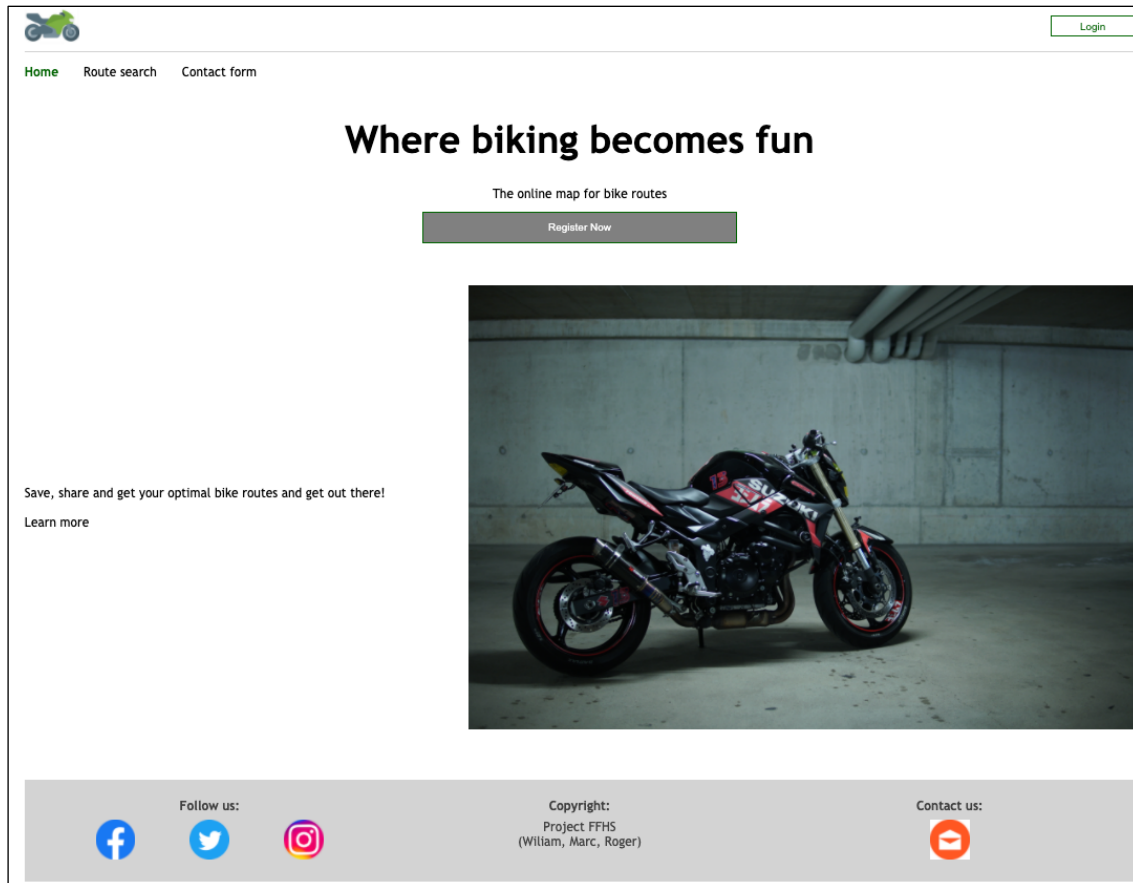 Login
Home Route search Contact form
Where biking becomes fun
The online map for bike routes
Register Now
13
SUZUKI
Save, share and get your optimal bike routes and get out there!
Learn more
Follow us: Copyright: Contact us:
Project FFHS
(Wiliam, Marc, Roger)